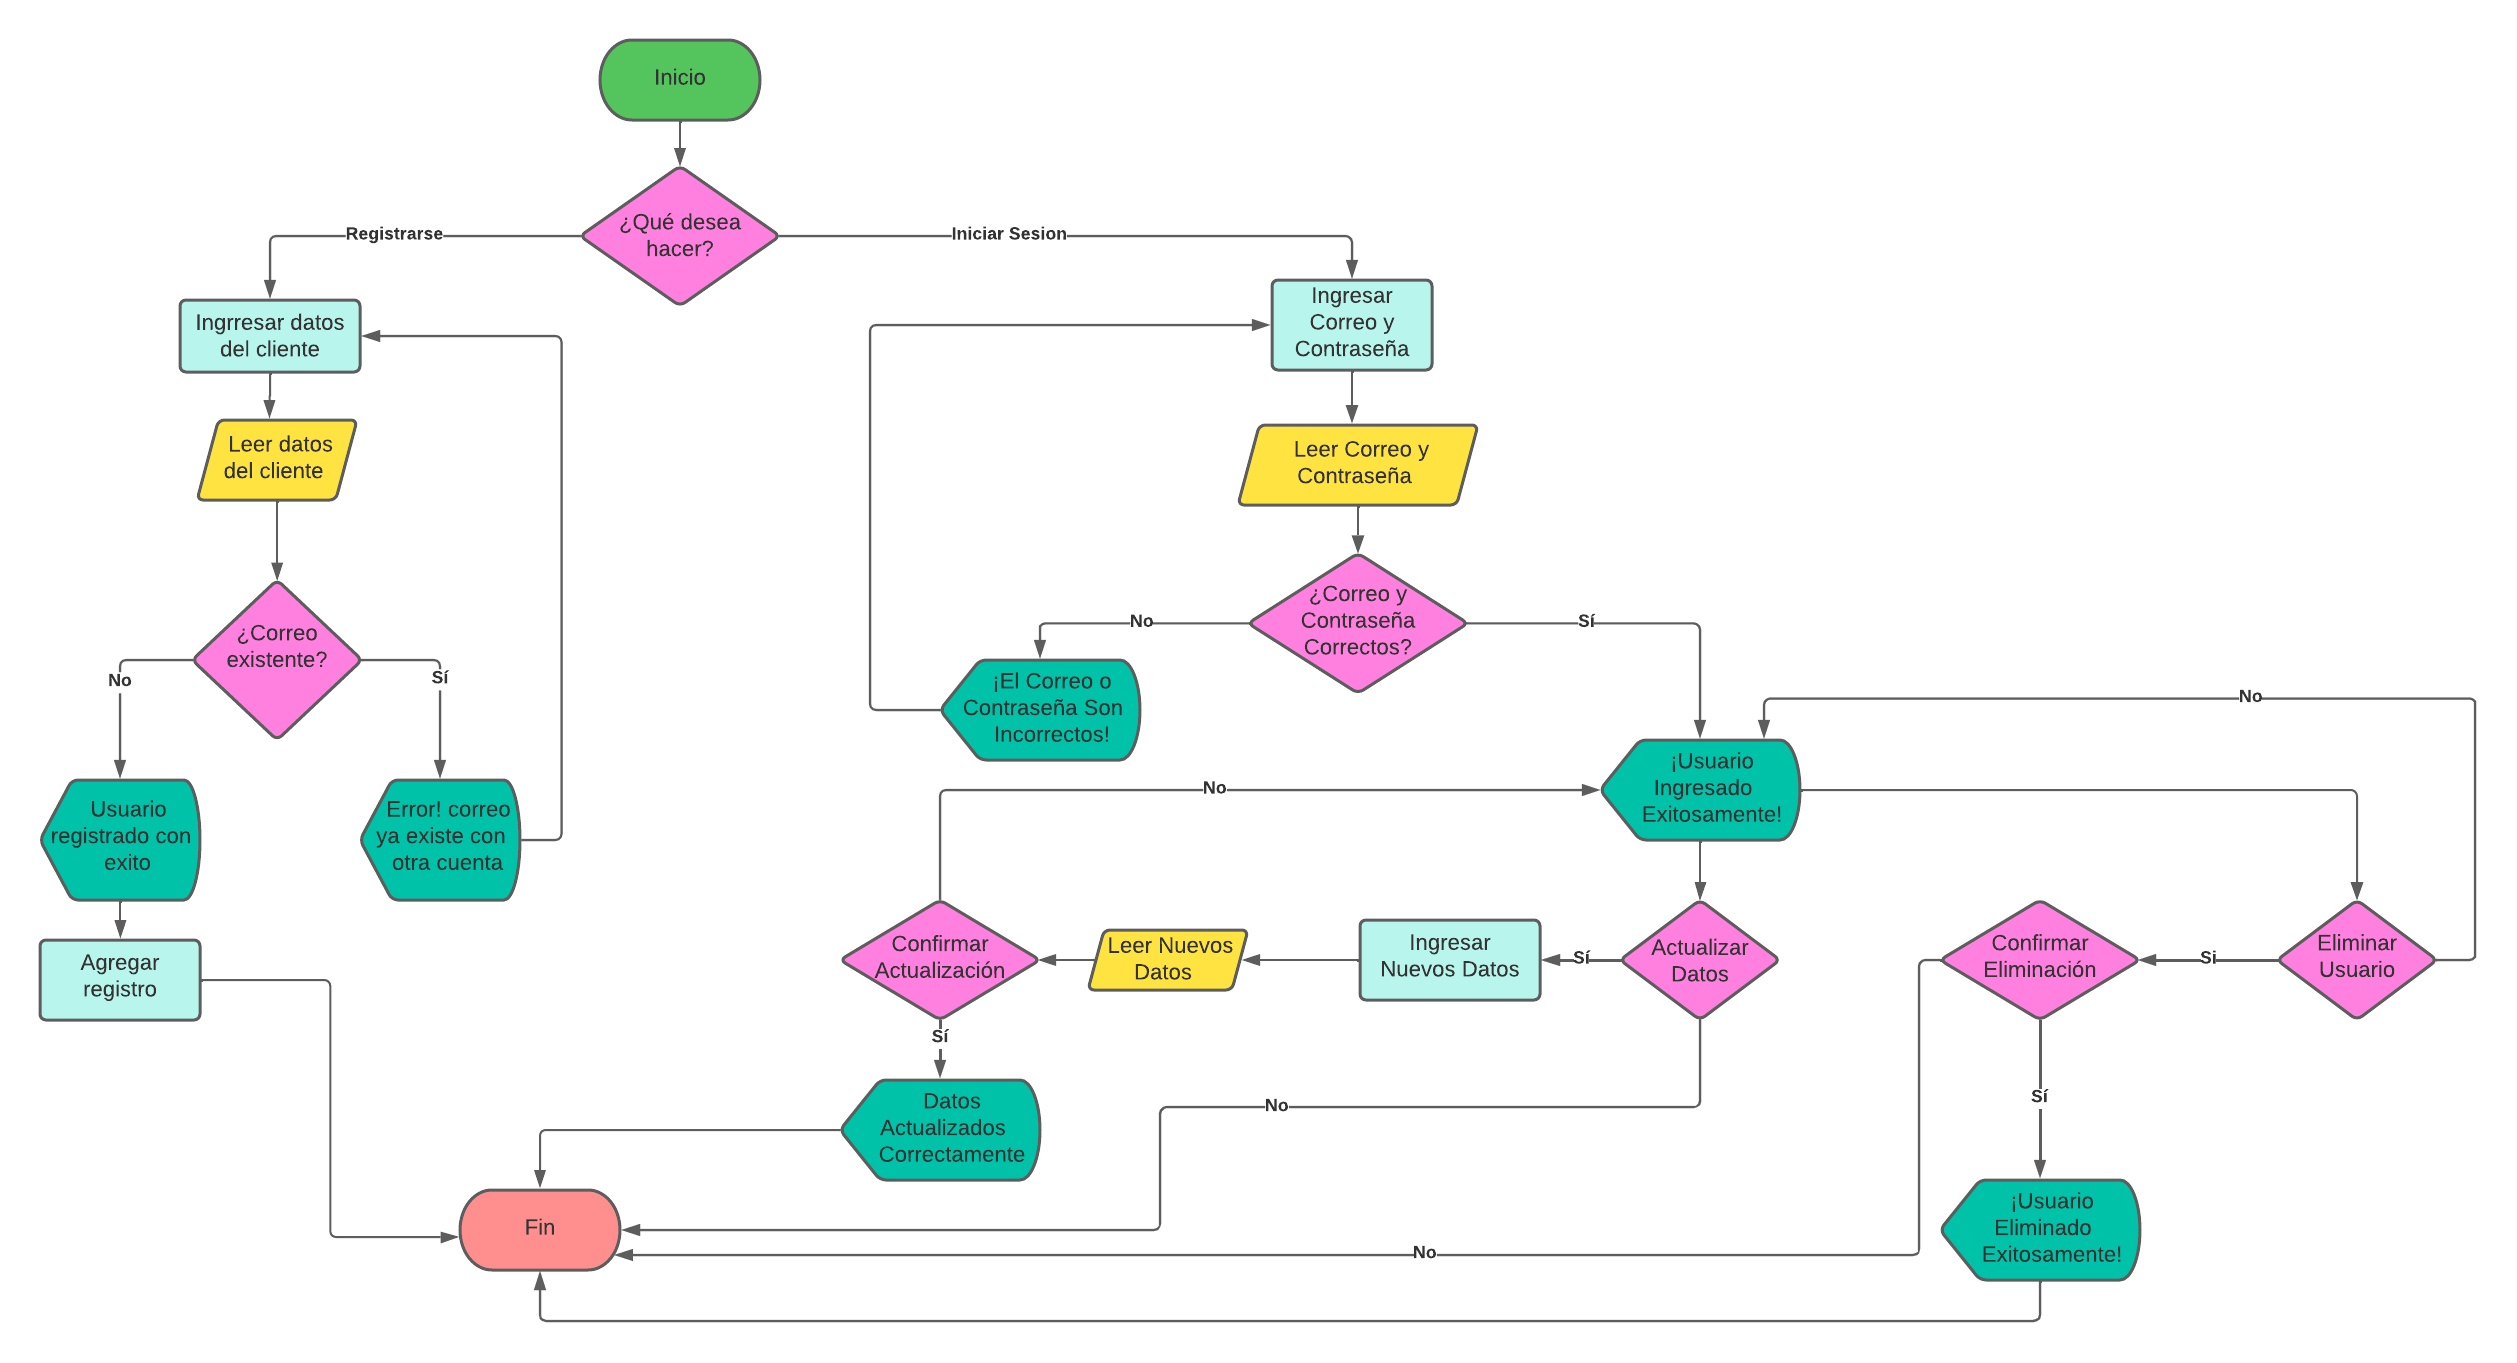 Inicio
¿Qué desea
hacer?
Registrarse
Iniciar Sesion
Ingrresar datos
del cliente
Leer datos
del cliente
¿Correo
existente?
No
Sí
Usuario
registrado con
exito
Error! correo
ya existe con
otra cuenta
Agregar
registro
Ingresar
Correo y
Contraseña
Leer Correo y
Contraseña
¿Correo y
Contraseña
Correctos?
No
Sí
¡El Correo o
Contraseña Son
Incorrectos!
No
¡Usuario
Ingresado
Exitosamente!
No
Confirmar
Actualización
Leer Nuevos
Datos
Ingresar
Nuevos Datos
Sí
Actualizar
Datos
Confirmar
Eliminación
Si
Eliminar
Usuario
Sí
Datos
Actualizados
Correctamente
No
Sí
¡Usuario
Eliminado
Exitosamente!
Fin
No